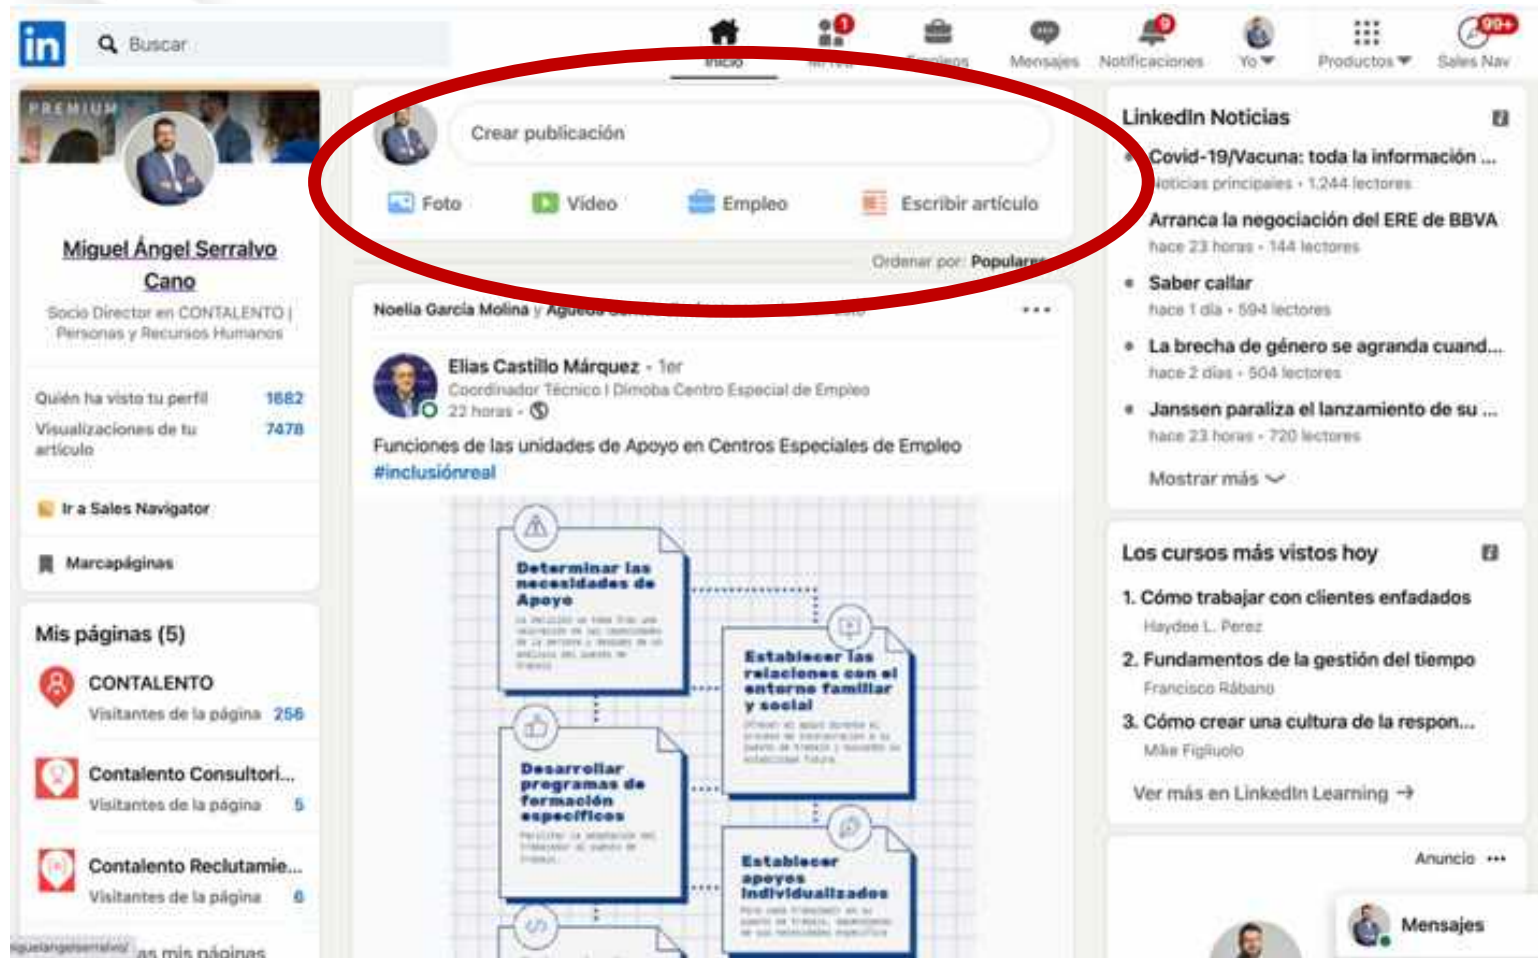 in
Buscar
1
9
99+
Inicio
Empleos
Mensajes
Notificaciones
Yo
Productos
Sales Nav
PREMIUM
Miguel Ángel Serralvo
Cano
Socio Director en CONTALENTO |
Personas y Recursos Humanos
Quién ha visto tu perfil 1682
Visualizaciones de tu 7478
artículo
Ir a Sales Navigator
Marcapáginas
Mis páginas (5)
CONTALENTO
Visitantes de la página 256
Contalento Consultorí...
Visitantes de la página 5
Contalento Reclutamie...
Visitantes de la página 6
mis páginas
Crear publicación
Foto
Vídeo
Empleo
Escribir artículo
Ordenar por: Populares
Noelia García Molina y
Elias Castillo Márquez • 1er
Coordinador Técnico I Dimoba Centro Especial de Empleo
22 horas •
Funciones de las unidades de Apoyo en Centros Especiales de Empleo
#inclusiónreal
Determinar las
necesidades de
Apoyo
Establecer las
relaciones con el
entorno familiar
y social
Desarrollar
programas de
formación
específicos
Establecer
apoyos
individualizados
LinkedIn Noticias
Covid-19/Vacuna: toda la información ...
Noticias principales • 1.244 lectores
Arranca la negociación del ERE de BBVA
hace 23 horas • 144 lectores
Saber callar
hace 1 día • 594 lectores
La brecha de género se agranda cuand...
hace 2 días • 504 lectores
Janssen paraliza el lanzamiento de su ...
hace 23 horas • 720 lectores
Mostrar más
Los cursos más vistos hoy
1. Cómo trabajar con clientes enfadados
Haydee L. Perez
2. Fundamentos de la gestión del tiempo
Francisco Rábano
3. Cómo crear una cultura de la respon...
Mike Figliuolo
Ver más en LinkedIn Learning →
Anuncio •••
Mensajes